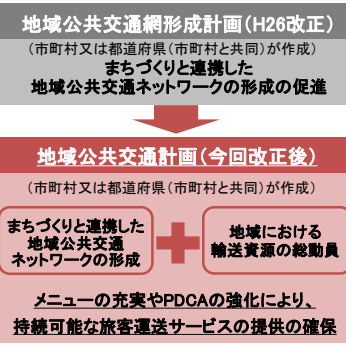 地域公共交通網形成計画(H26改正)
(市町村又は都道府県(市町村と共同)が作成)
まちづくりと連携した
地域公共交通ネットワークの形成の促進
地域公共交通計画(今回改正後)
(市町村又は都道府県(市町村と共同)が作成)
まちづくりと連携した
地域公共交通
ネットワークの形成
地域における
輸送資源の総動員
メニューの充実やPDCAの強化により、
持続可能な旅客運送サービスの提供の確保